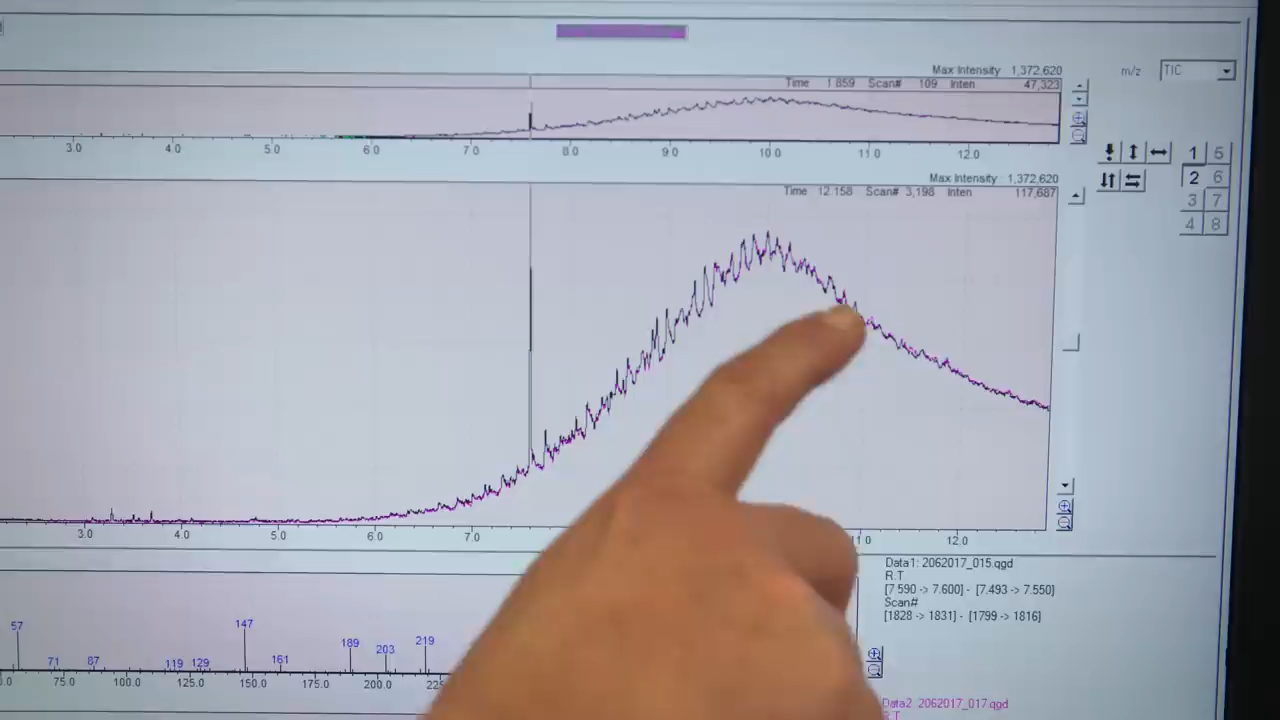 Max Intensity 1,372,620
m/z TIC
Time 1.859 Scan# 109 Inten 47,323
3.0 4.0 5.0 6.0 7.0 8.0 9.0 10.0 11.0 12.0
1 5
2 6
3 7
4 8
Max Intensity : 1,372,620
Time 12.158 Scan# 3,198 Inten 117,687
3.0 4.0 5.0 6.0 7.0 12.0
Data1: 2062017_015.qgd
R.T
[7.590 -> 7.600] - [7.493 -> 7.550]
Scan#
[1828 -> 1831] - [1799 -> 1816]
57 71 87 119 129 147 161 189 203 219
75.0 100.0 125.0 150.0 175.0 200.0
Data2: 2062017_017.qgd
R.T